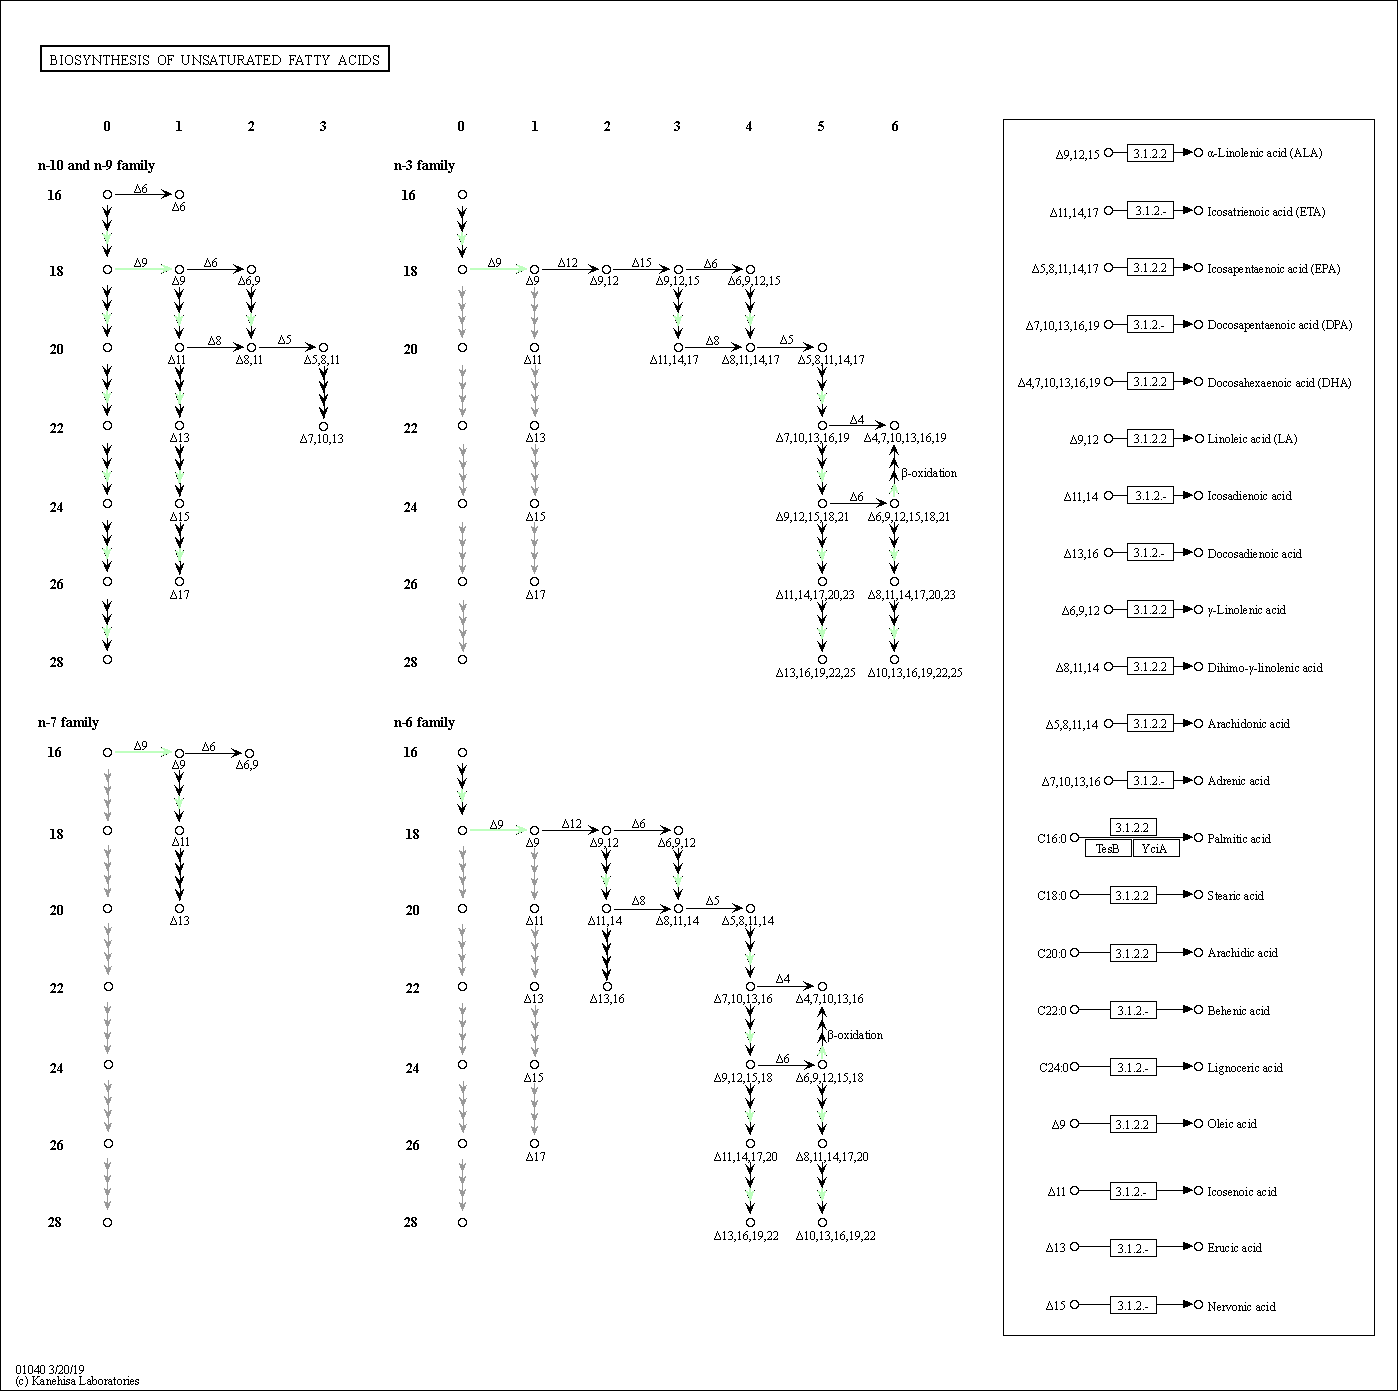 BIOSYNTHESIS OF UNSATURATED FATTY ACIDS
0 1 2 3
n-10 and n-9 family
16
Δ6
Δ6
18
Δ9 Δ6
Δ9 Δ6,9
20
Δ8 Δ5
Δ11 Δ8,11 Δ5,8,11
22
Δ13 Δ7,10,13
24
Δ15
26
Δ17
28
0 1 2 3 4 5 6
n-3 family
16
18
Δ9 Δ12 Δ15 Δ6
Δ9 Δ9,12 Δ9,12,15 Δ6,9,12,15
20
Δ8 Δ5
Δ11 Δ11,14,17 Δ8,11,14,17 Δ5,8,11,14,17
22
Δ4
Δ13 Δ7,10,13,16,19 Δ4,7,10,13,16,19
β-oxidation
24
Δ6
Δ15 Δ9,12,15,18,21 Δ6,9,12,15,18,21
26
Δ17 Δ11,14,17,20,23 Δ8,11,14,17,20,23
28
Δ13,16,19,22,25 Δ10,13,16,19,22,25
n-7 family
16
Δ9 Δ6
Δ9 Δ6,9
18
Δ11
20
Δ13
22
24
26
28
n-6 family
16
18
Δ9 Δ12 Δ6
Δ9 Δ9,12 Δ6,9,12
20
Δ8 Δ5
Δ11 Δ11,14 Δ8,11,14 Δ5,8,11,14
22
Δ4
Δ13 Δ13,16 Δ7,10,13,16 Δ4,7,10,13,16
β-oxidation
24
Δ6
Δ15 Δ9,12,15,18 Δ6,9,12,15,18
26
Δ17 Δ11,14,17,20 Δ8,11,14,17,20
28
Δ13,16,19,22 Δ10,13,16,19,22
Δ9,12,15 3.1.2.2 α-Linolenic acid (ALA)
Δ11,14,17 3.1.2.- Icosatrienoic acid (ETA)
Δ5,8,11,14,17 3.1.2.2 Icosapentaenoic acid (EPA)
Δ7,10,13,16,19 3.1.2.- Docosapentaenoic acid (DPA)
Δ4,7,10,13,16,19 3.1.2.2 Docosahexaenoic acid (DHA)
Δ9,12 3.1.2.2 Linoleic acid (LA)
Δ11,14 3.1.2.- Icosadienoic acid
Δ13,16 3.1.2.- Docosadienoic acid
Δ6,9,12 3.1.2.2 γ-Linolenic acid
Δ8,11,14 3.1.2.2 Dihimo-γ-linolenic acid
Δ5,8,11,14 3.1.2.2 Arachidonic acid
Δ7,10,13,16 3.1.2.- Adrenic acid
3.1.2.2
C16:0 Palmitic acid
TesB YciA
C18:0 3.1.2.2 Stearic acid
C20:0 3.1.2.2 Arachidic acid
C22:0 3.1.2.- Behenic acid
C24:0 3.1.2.- Lignoceric acid
Δ9 3.1.2.2 Oleic acid
Δ11 3.1.2.- Icosenoic acid
Δ13 3.1.2.- Erucic acid
Δ15 3.1.2.- Nervonic acid
01040 3/20/19
(c) Kanehisa Laboratories